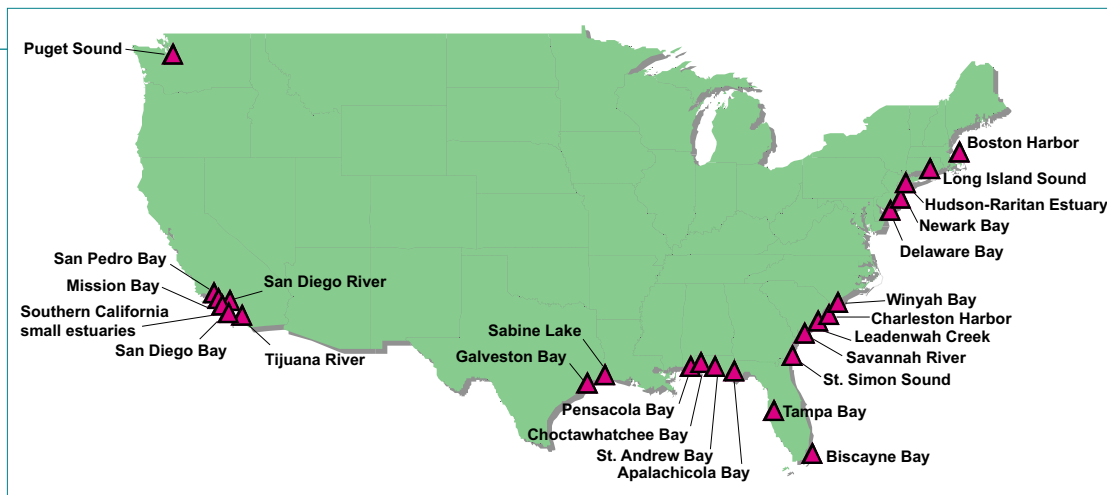 Puget Sound
Boston Harbor
Long Island Sound
Hudson-Raritan Estuary
Newark Bay
Delaware Bay
San Pedro Bay
Mission Bay
San Diego River
Southern California
small estuaries
San Diego Bay
Tijuana River
Sabine Lake
Galveston Bay
Winyah Bay
Charleston Harbor
Leadenwah Creek
Savannah River
St. Simon Sound
Pensacola Bay
Choctawhatchee Bay
St. Andrew Bay
Apalachicola Bay
Tampa Bay
Biscayne Bay